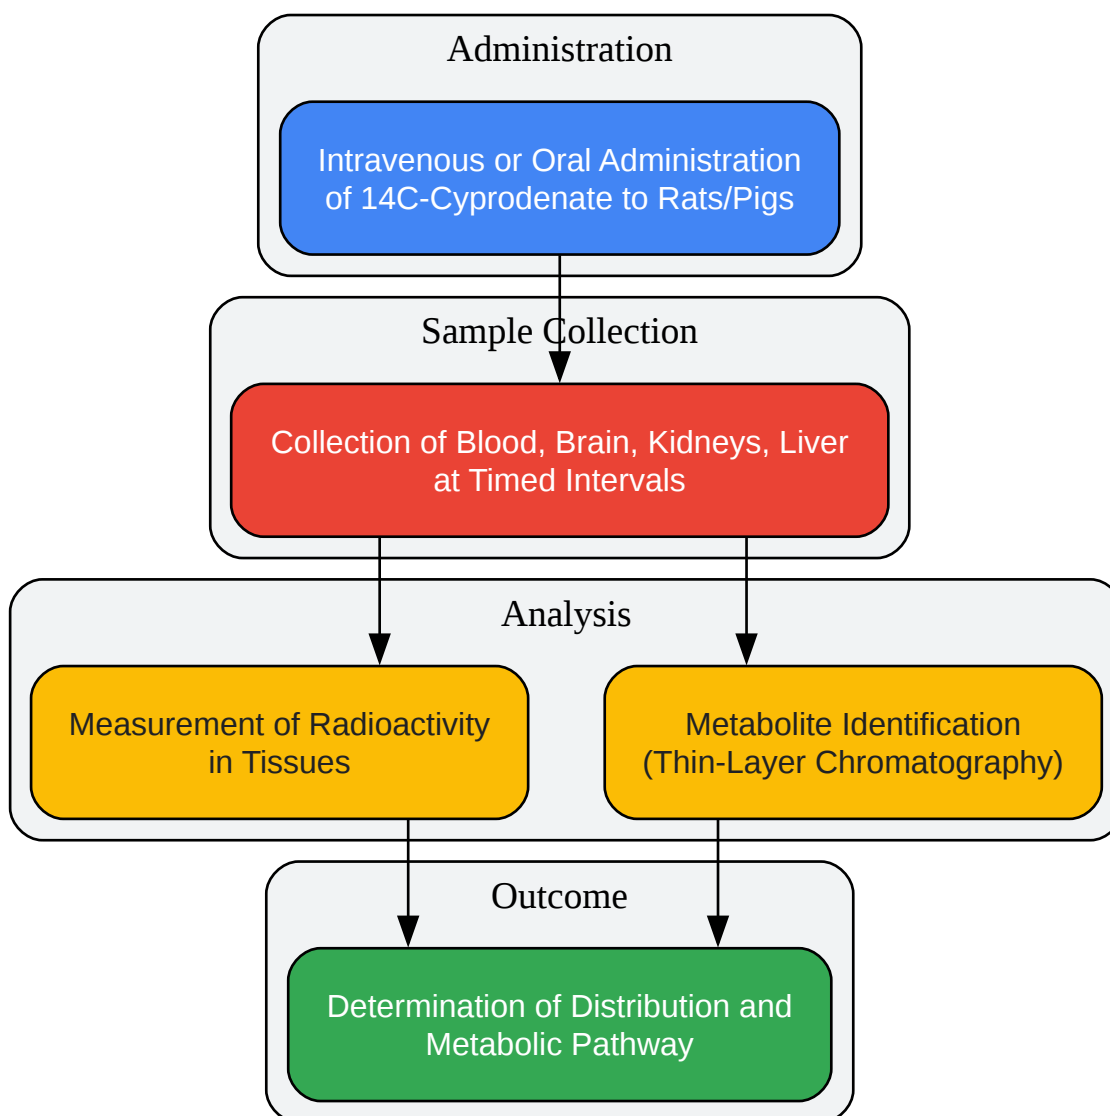 Administration
Intravenous or Oral Administration
of 14C-Cyprodenate to Rats/Pigs
Sample Collection
Collection of Blood, Brain, Kidneys, Liver
at Timed Intervals
Analysis
Measurement of Radioactivity
in Tissues
Metabolite Identification
(Thin-Layer Chromatography)
Outcome
Determination of Distribution and
Metabolic Pathway